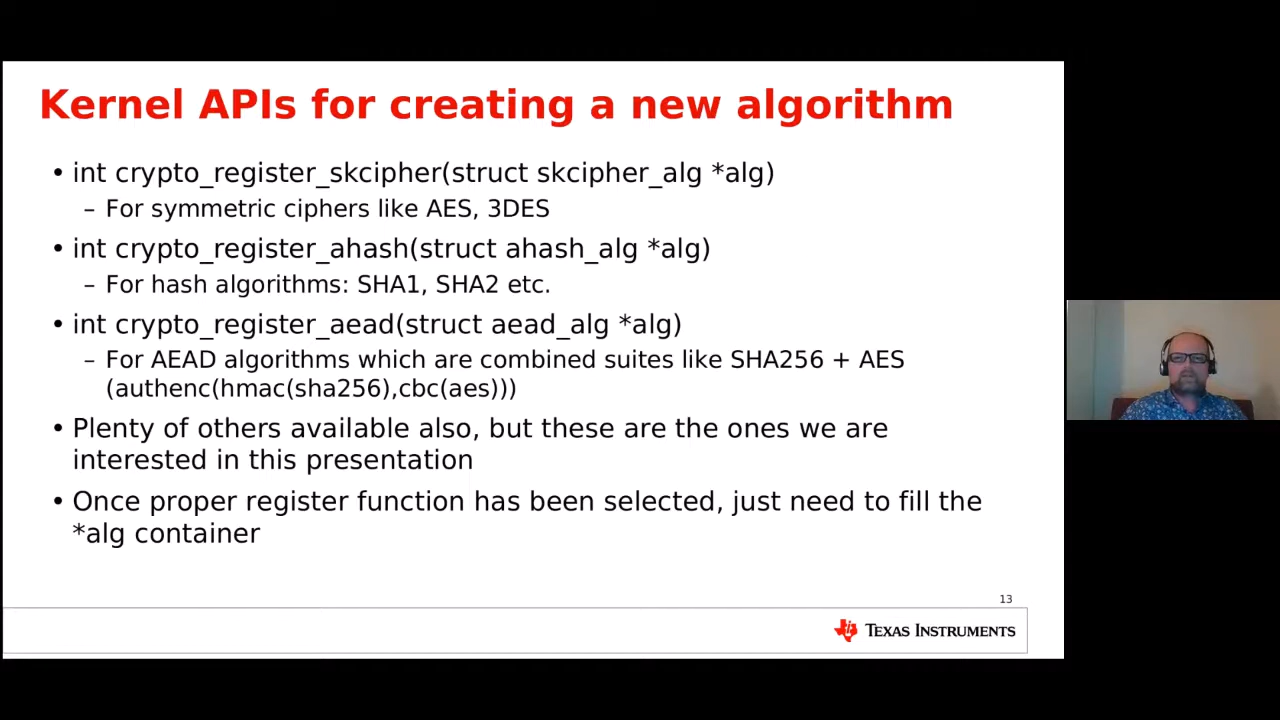 Kernel APIs for creating a new algorithm
• int crypto_register_skcipher(struct skcipher_alg *alg)
– For symmetric ciphers like AES, 3DES
• int crypto_register_ahash(struct ahash_alg *alg)
– For hash algorithms: SHA1, SHA2 etc.
• int crypto_register_aead(struct aead_alg *alg)
– For AEAD algorithms which are combined suites like SHA256 + AES
(authenc(hmac(sha256),cbc(aes)))
• Plenty of others available also, but these are the ones we are
interested in this presentation
• Once proper register function has been selected, just need to fill the
*alg container
13
TEXAS INSTRUMENTS